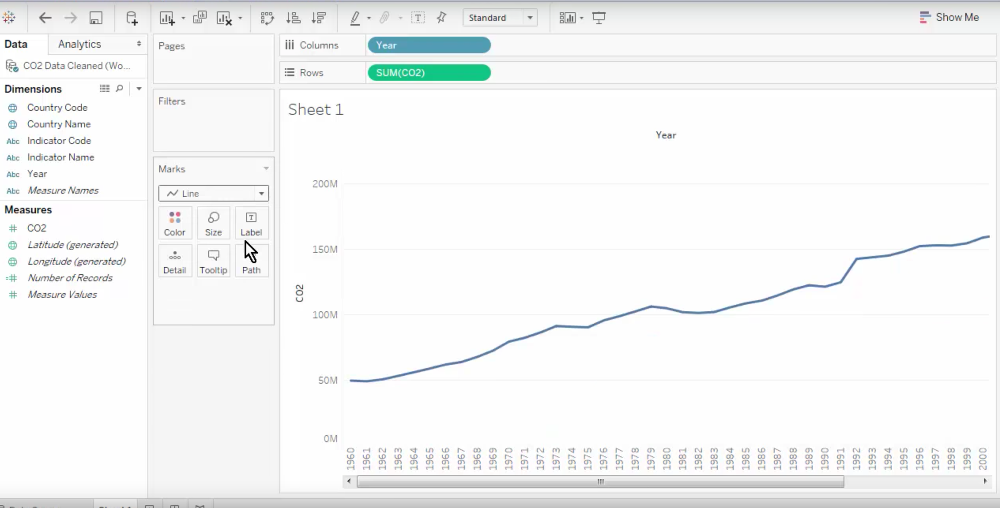 Standard
Show Me
Data
Analytics
CO2 Data Cleaned (Wo...
Dimensions
Country Code
Country Name
Abc Indicator Code
Abc Indicator Name
Abc Year
Abc Measure Names
Measures
CO2
Latitude (generated)
Longitude (generated)
Number of Records
Measure Values
Pages
Filters
Marks
Line
Color
Size
Label
Detail
Tooltip
Path
Columns
Year
Rows
SUM(CO2)
Sheet 1
Year
200M
150M
100M
50M
0M
CO2
1960
1961
1962
1963
1964
1965
1966
1967
1968
1969
1970
1971
1972
1973
1974
1975
1976
1977
1978
1979
1980
1981
1982
1983
1984
1985
1986
1987
1988
1989
1990
1991
1992
1993
1994
1995
1996
1997
1998
1999
2000